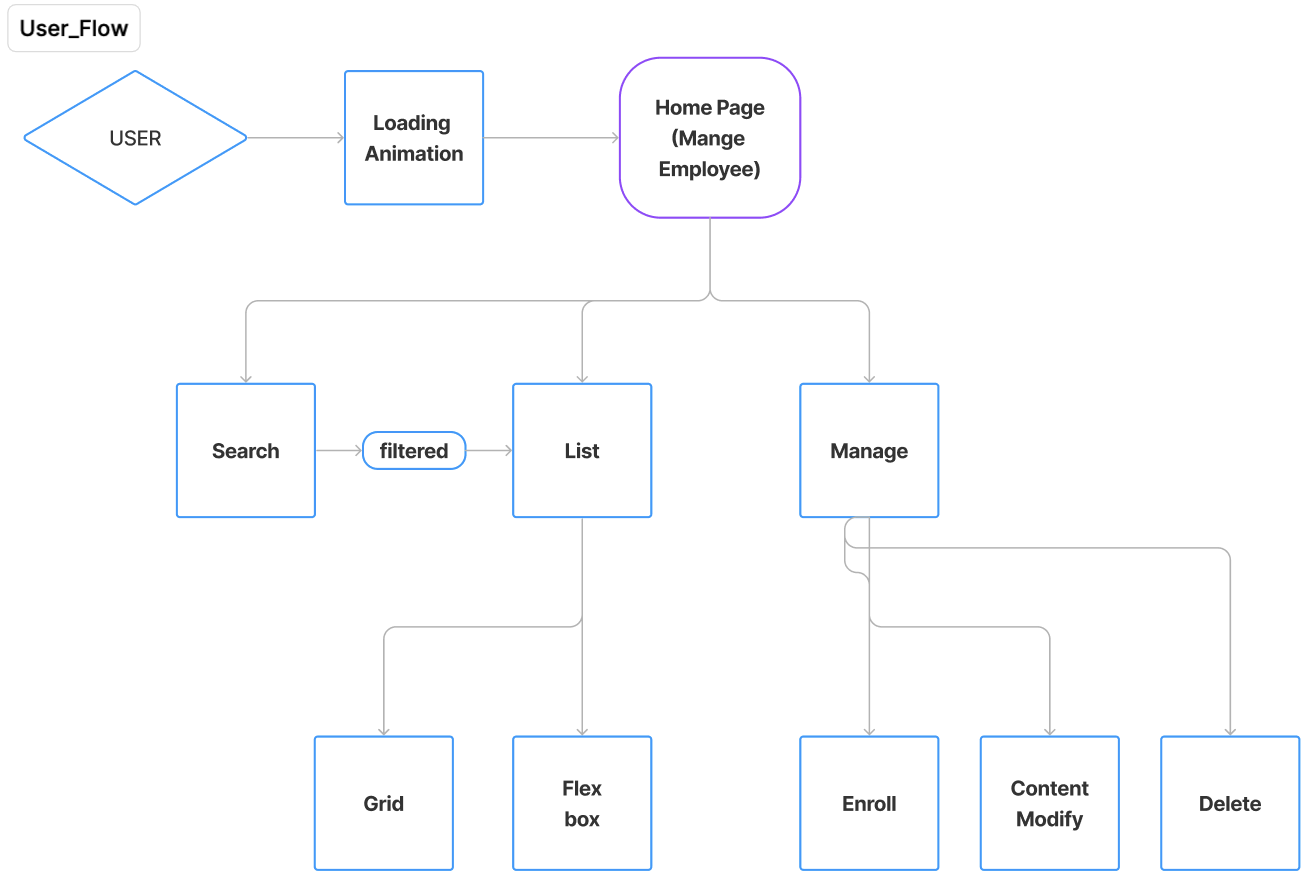 User_Flow
USER
Loading
Animation
Home Page
(Mange
Employee)
Search
filtered
List
Manage
Grid
Flex
box
Enroll
Content
Modify
Delete